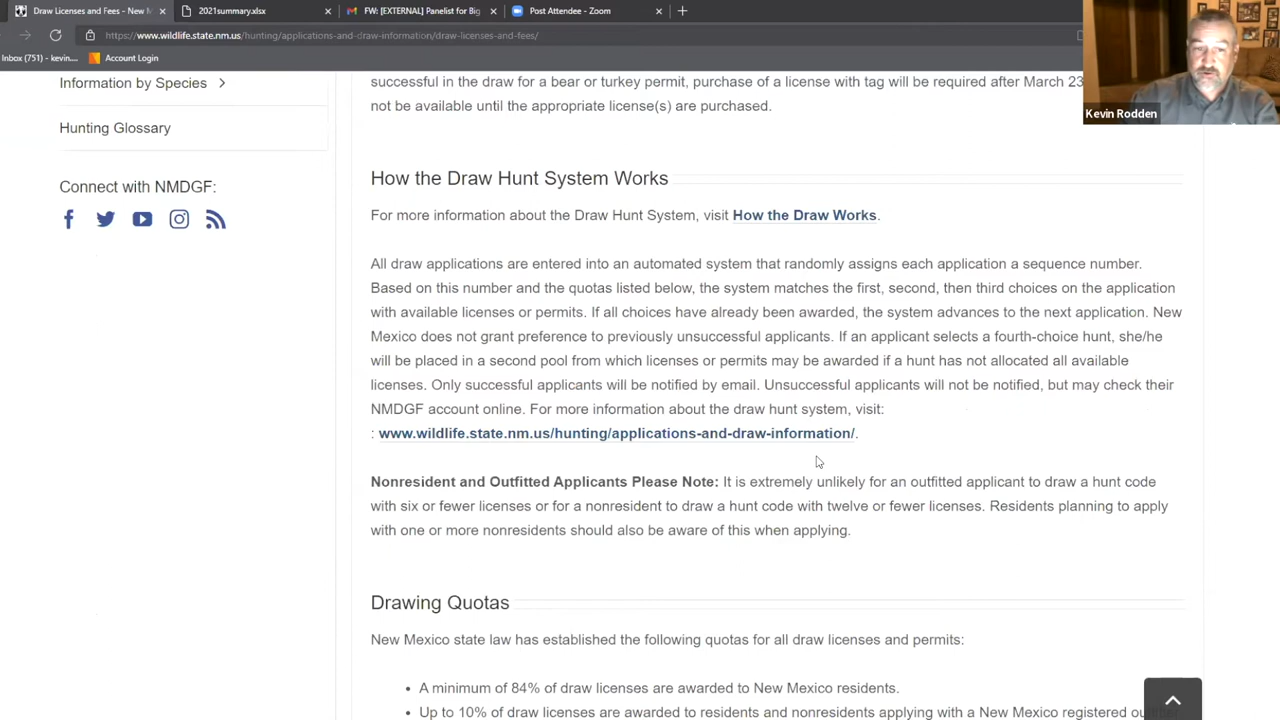 Draw Licenses and Fees - New M
2021summary.xlsx
FW: [EXTERNAL] Panelist for Big
Post Attendee - Zoom
https://www.wildlife.state.nm.us/hunting/applications-and-draw-information/draw-licenses-and-fees/
Inbox (751) - kevin....
Account Login
Kevin Rodden
Information by Species
Hunting Glossary
Connect with NMDGF:
successful in the draw for a bear or turkey permit, purchase of a license with tag will be required after March 23
not be available until the appropriate license(s) are purchased.
How the Draw Hunt System Works
For more information about the Draw Hunt System, visit How the Draw Works.
All draw applications are entered into an automated system that randomly assigns each application a sequence number.
Based on this number and the quotas listed below, the system matches the first, second, then third choices on the application
with available licenses or permits. If all choices have already been awarded, the system advances to the next application. New
Mexico does not grant preference to previously unsuccessful applicants. If an applicant selects a fourth-choice hunt, she/he
will be placed in a second pool from which licenses or permits may be awarded if a hunt has not allocated all available
licenses. Only successful applicants will be notified by email. Unsuccessful applicants will not be notified, but may check their
NMDGF account online. For more information about the draw hunt system, visit:
: www.wildlife.state.nm.us/hunting/applications-and-draw-information/.
Nonresident and Outfitted Applicants Please Note: It is extremely unlikely for an outfitted applicant to draw a hunt code
with six or fewer licenses or for a nonresident to draw a hunt code with twelve or fewer licenses. Residents planning to apply
with one or more nonresidents should also be aware of this when applying.
Drawing Quotas
New Mexico state law has established the following quotas for all draw licenses and permits:
• A minimum of 84% of draw licenses are awarded to New Mexico residents.
• Up to 10% of draw licenses are awarded to residents and nonresidents applying with a New Mexico registered